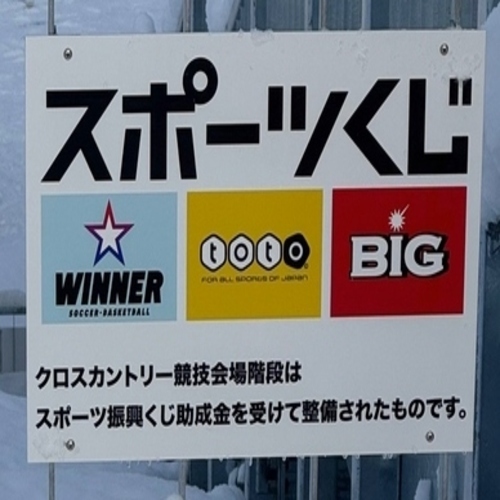 スポーツくじ
WINNER
SOCCER・BASKETBALL
toto
FOR ALL SPORTS OF JAPAN
BIG
クロスカントリー競技会場階段は
スポーツ振興くじ助成金を受けて整備されたものです。